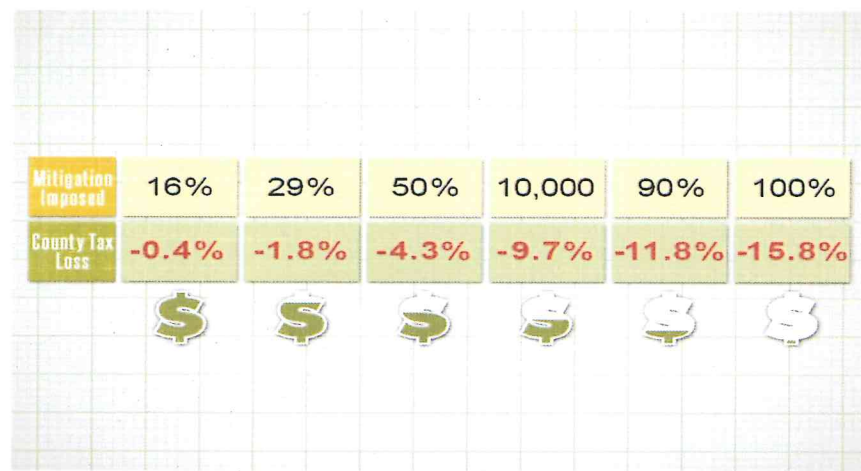 Mitigation Imposed 16% 29% 50% 10,000 90% 100%
County Tax Loss -0.4% -1.8% -4.3% -9.7% -11.8% -15.8%
$ $ $ $ $ $